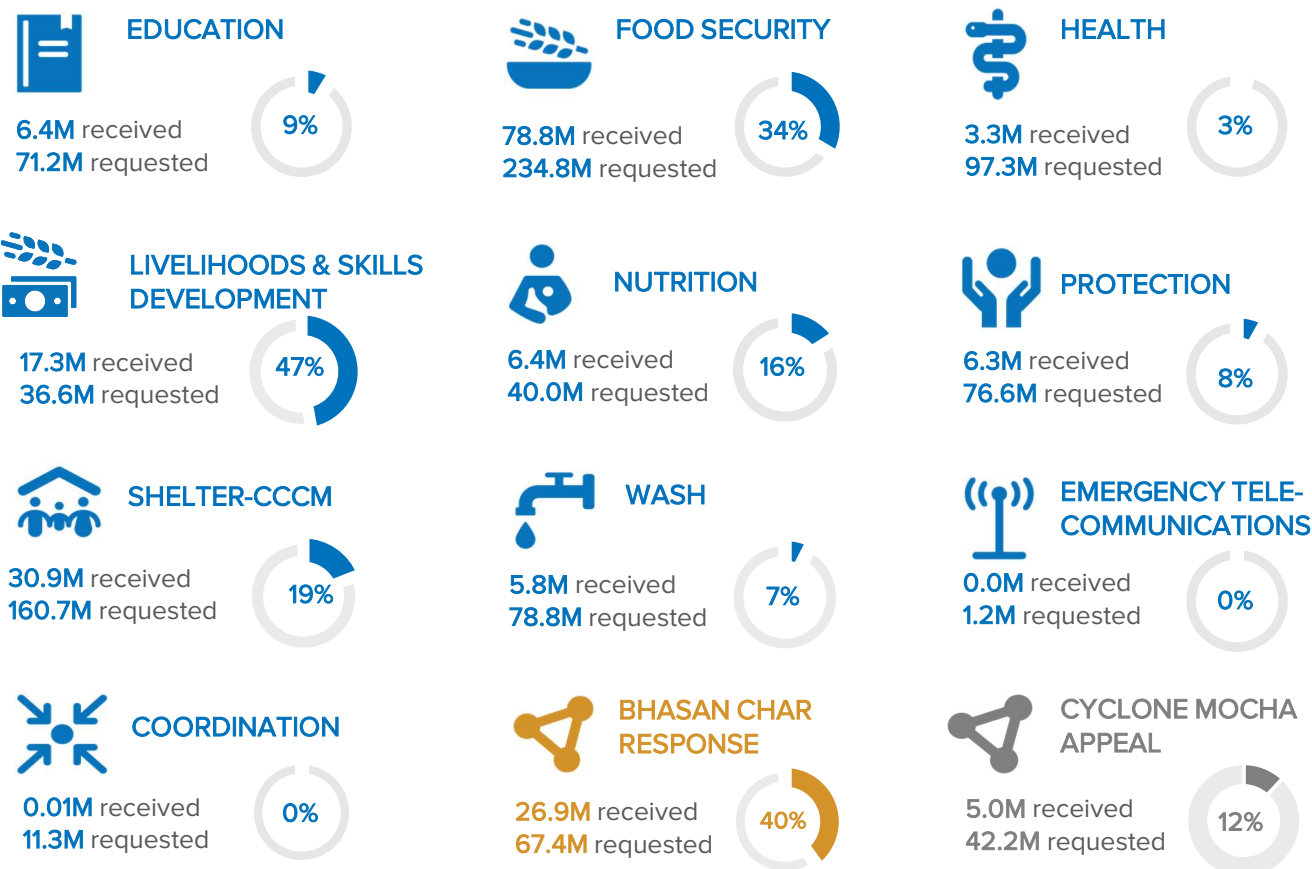 EDUCATION
6.4M received
71.2M requested
9%
FOOD SECURITY
78.8M received
234.8M requested
34%
HEALTH
3.3M received
97.3M requested
3%
LIVELIHOODS & SKILLS
DEVELOPMENT
17.3M received
36.6M requested
47%
NUTRITION
6.4M received
40.0M requested
16%
PROTECTION
6.3M received
76.6M requested
8%
SHELTER-CCCM
30.9M received
160.7M requested
19%
WASH
5.8M received
78.8M requested
7%
EMERGENCY TELE-
COMMUNICATIONS
0.0M received
1.2M requested
0%
COORDINATION
0.01M received
11.3M requested
0%
BHASAN CHAR
RESPONSE
26.9M received
67.4M requested
40%
CYCLONE MOCHA
APPEAL
5.0M received
42.2M requested
12%